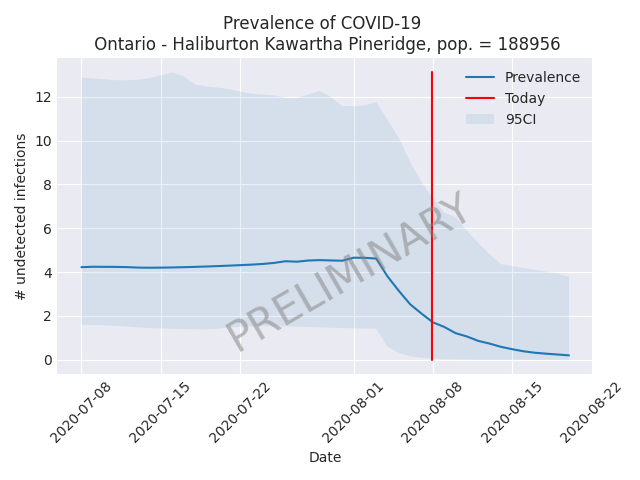 Prevalence of COVID-19
Ontario - Haliburton Kawartha Pineridge, pop. = 188956
Prevalence
Today
95CI
# undetected infections
12
10
8
6
4
2
0
PRELIMINARY
2020-07-08
2020-07-15
2020-07-22
2020-08-01
2020-08-08
2020-08-15
2020-08-22
Date